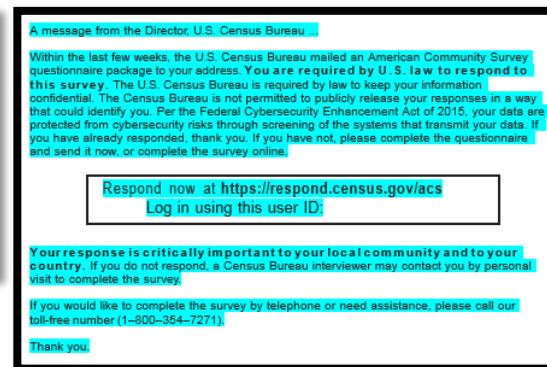 A message from the Director, U.S. Census Bureau ...
Within the last few weeks, the U.S. Census Bureau mailed an American Community Survey
questionnaire package to your address. You are required by U.S. law to respond to
this survey. The U.S. Census Bureau is required by law to keep your information
confidential. The Census Bureau is not permitted to publicly release your responses in a way
that could identify you. Per the Federal Cybersecurity Enhancement Act of 2015, your data are
protected from cybersecurity risks through screening of the systems that transmit your data. If
you have already responded, thank you. If you have not, please complete the questionnaire
and send it now, or complete the survey online.
Respond now at https://respond.census.gov/acs
Log in using this user ID:
Your response is critically important to your local community and to your
country. If you do not respond, a Census Bureau interviewer may contact you by personal
visit to complete the survey.
If you would like to complete the survey by telephone or need assistance, please call our
toll-free number (1–800–354–7271).
Thank you.